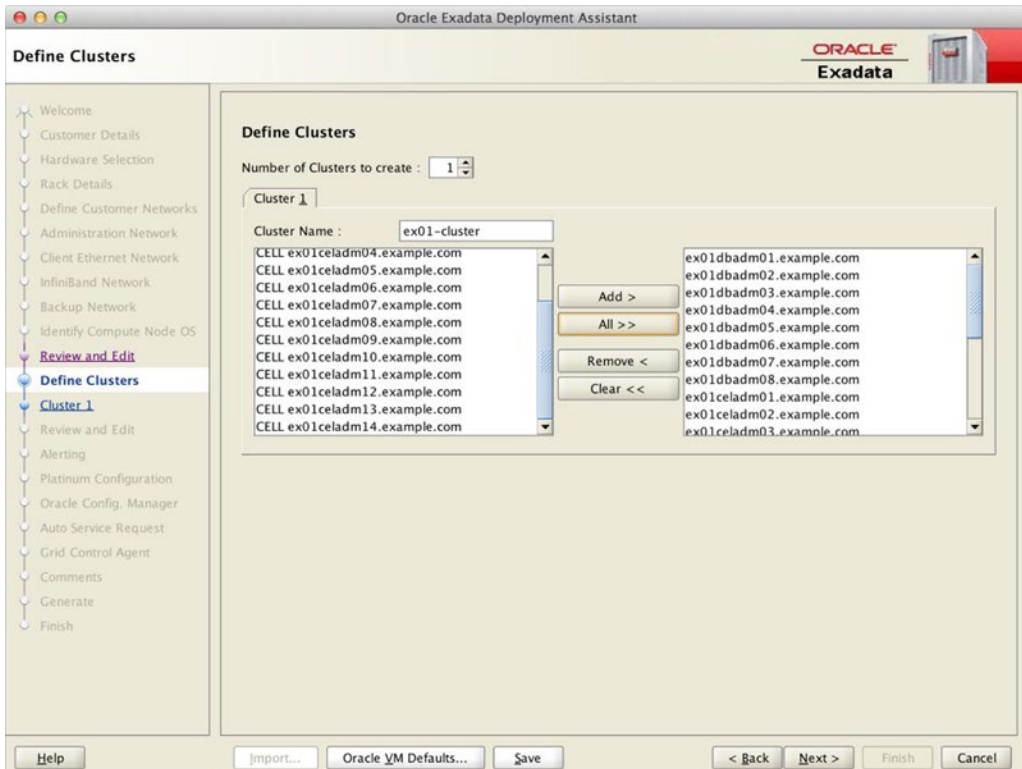 Oracle Exadata Deployment Assistant
Define Clusters
ORACLE
Exadata
Welcome
Customer Details
Hardware Selection
Rack Details
Define Customer Networks
Administration Network
Client Ethernet Network
InfiniBand Network
Backup Network
Identify Compute Node OS
Review and Edit
Define Clusters
Cluster 1
Review and Edit
Alerting
Platinum Configuration
Oracle Config. Manager
Auto Service Request
Grid Control Agent
Comments
Generate
Finish
Define Clusters
Number of Clusters to create : 1
Cluster 1
Cluster Name : ex01-cluster
CELL ex01celadm04.example.com
CELL ex01celadm05.example.com
CELL ex01celadm06.example.com
CELL ex01celadm07.example.com
CELL ex01celadm08.example.com
CELL ex01celadm09.example.com
CELL ex01celadm10.example.com
CELL ex01celadm11.example.com
CELL ex01celadm12.example.com
CELL ex01celadm13.example.com
CELL ex01celadm14.example.com
Add >
All >>
Remove <
Clear <<
ex01dbadm01.example.com
ex01dbadm02.example.com
ex01dbadm03.example.com
ex01dbadm04.example.com
ex01dbadm05.example.com
ex01dbadm06.example.com
ex01dbadm07.example.com
ex01dbadm08.example.com
ex01celadm01.example.com
ex01celadm02.example.com
ex01celadm03.example.com
Help
Import...
Oracle VM Defaults...
Save
< Back
Next >
Finish
Cancel